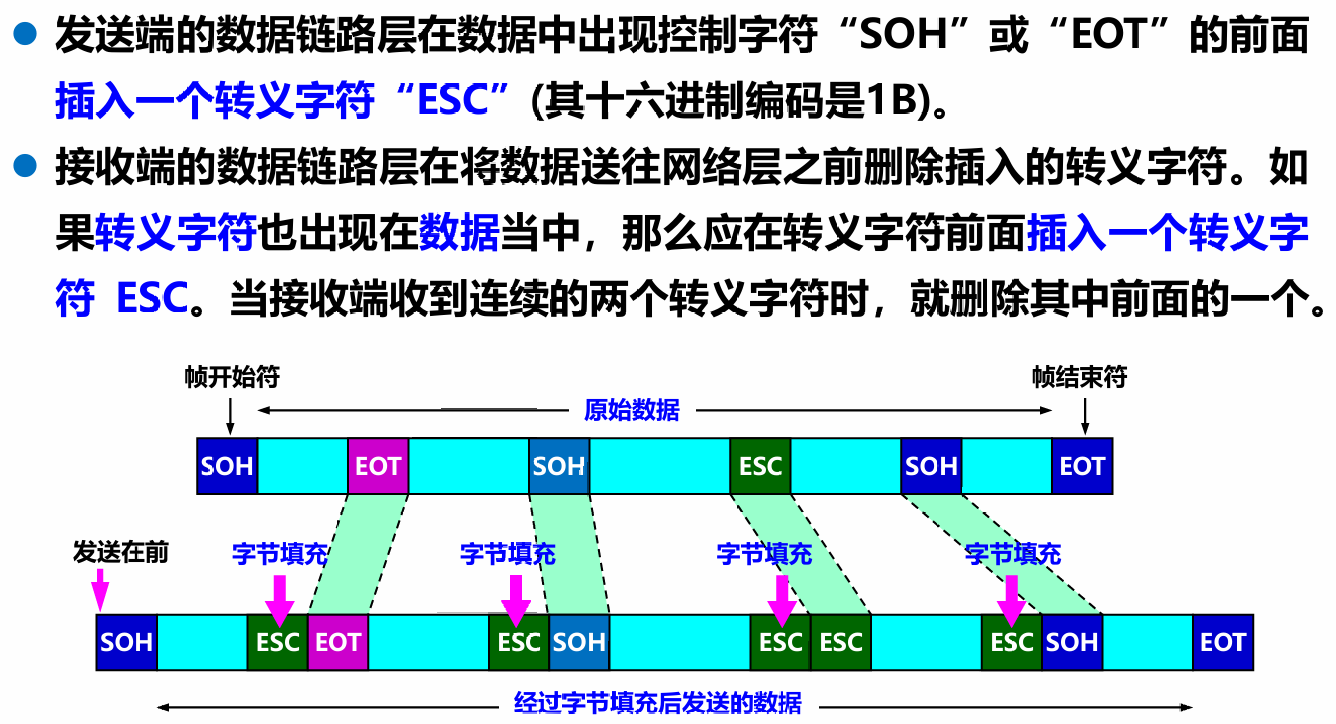 发送端的数据链路层在数据中出现控制字符“SOH”或“EOT”的前面
插入一个转义字符“ESC”(其十六进制编码是1B)。
接收端的数据链路层在将数据送往网络层之前删除插入的转义字符。如
果转义字符也出现在数据当中，那么应在转义字符前面插入一个转义字
符 ESC。当接收端收到连续的两个转义字符时，就删除其中前面的一个。
帧开始符
帧结束符
原始数据
SOH EOT SOH ESC SOH EOT
发送在前 字节填充 字节填充 字节填充 字节填充
SOH ESC EOT ESC SOH ESC ESC ESC SOH EOT
经过字节填充后发送的数据